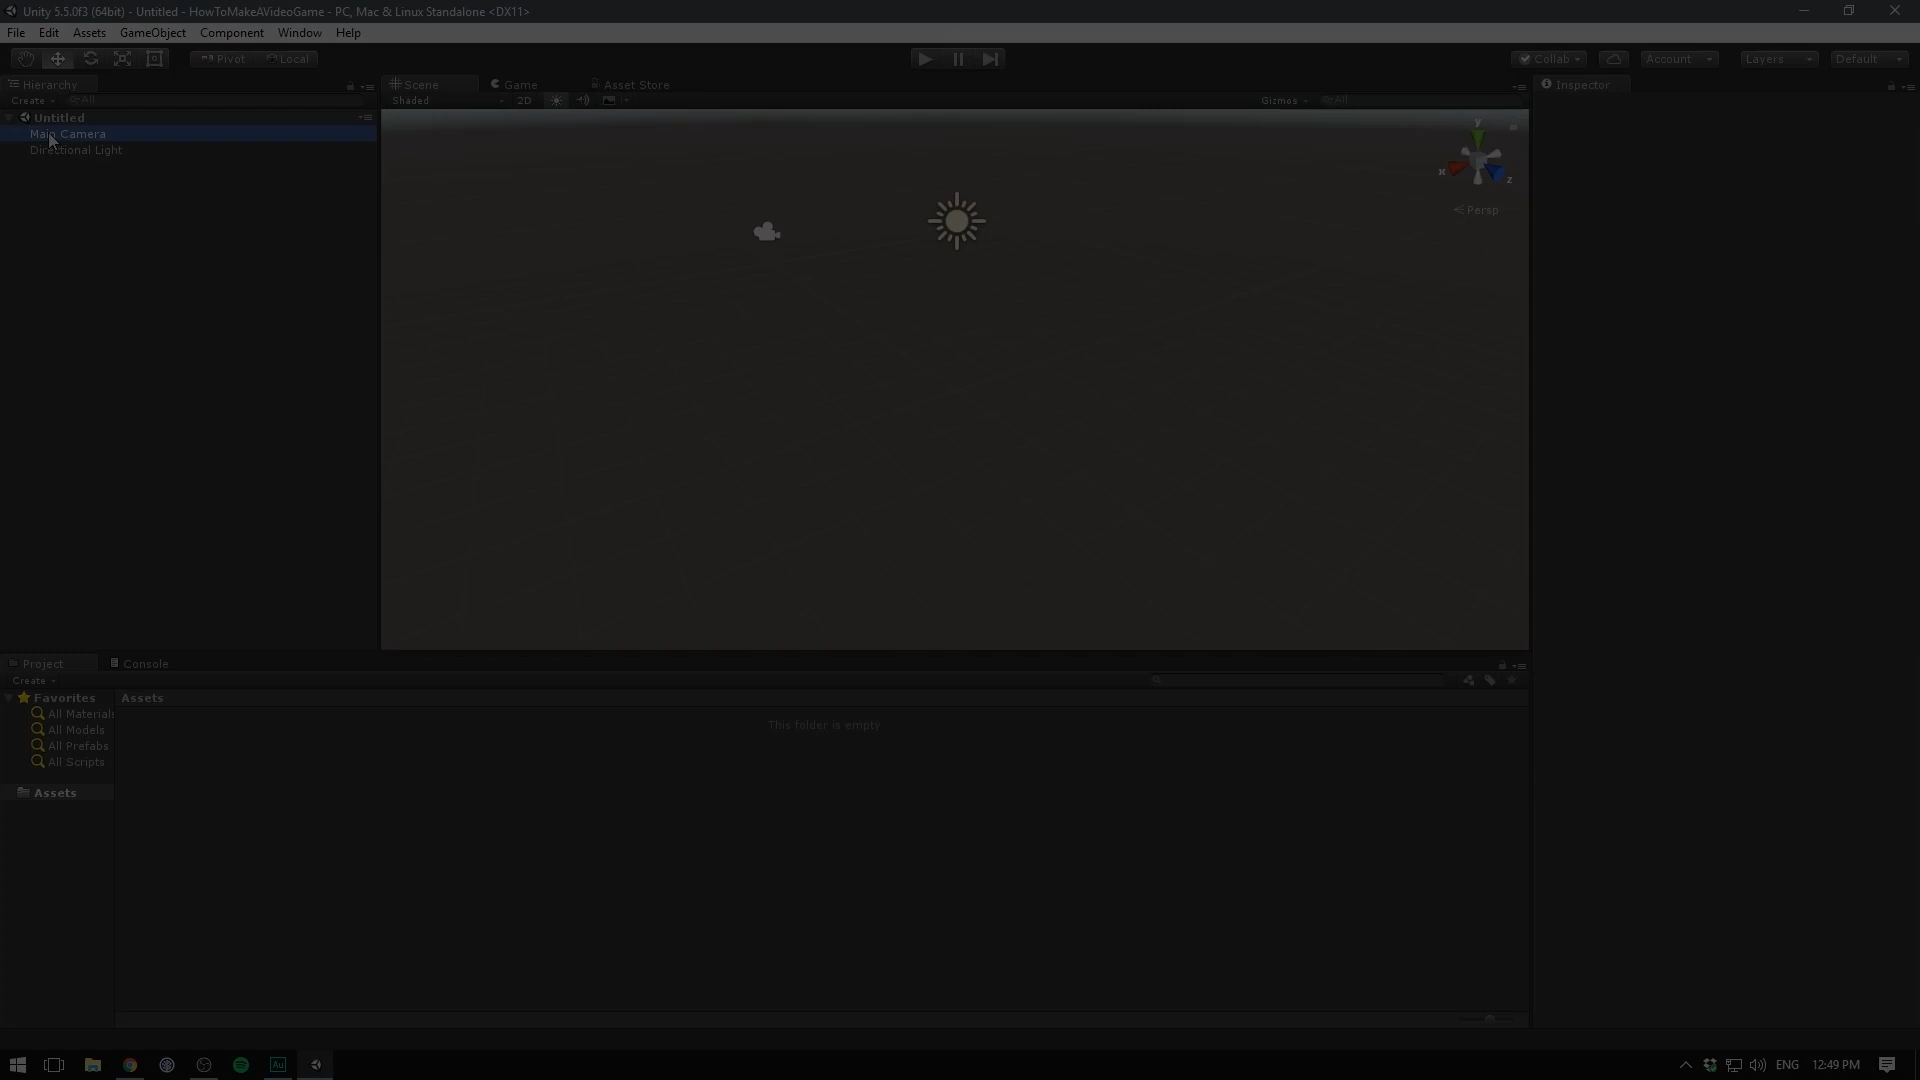 Unity 5.5.0f3 (64bit) - Untitled - HowToMakeAVideoGame - PC, Mac & Linux Standalone <DX11>
File Edit Assets GameObject Component Window Help
Pivot Local Collab Account Layers Default
Hierarchy Scene Game Asset Store Inspector
Create All Shaded 2D Gizmos All
Untitled
Main Camera
Directional Light
y
x
z
Persp
Project Console
Create
Favorites Assets
All Materials
All Models
All Prefabs
All Scripts
This folder is empty
Assets
Au ENG 12:49 PM